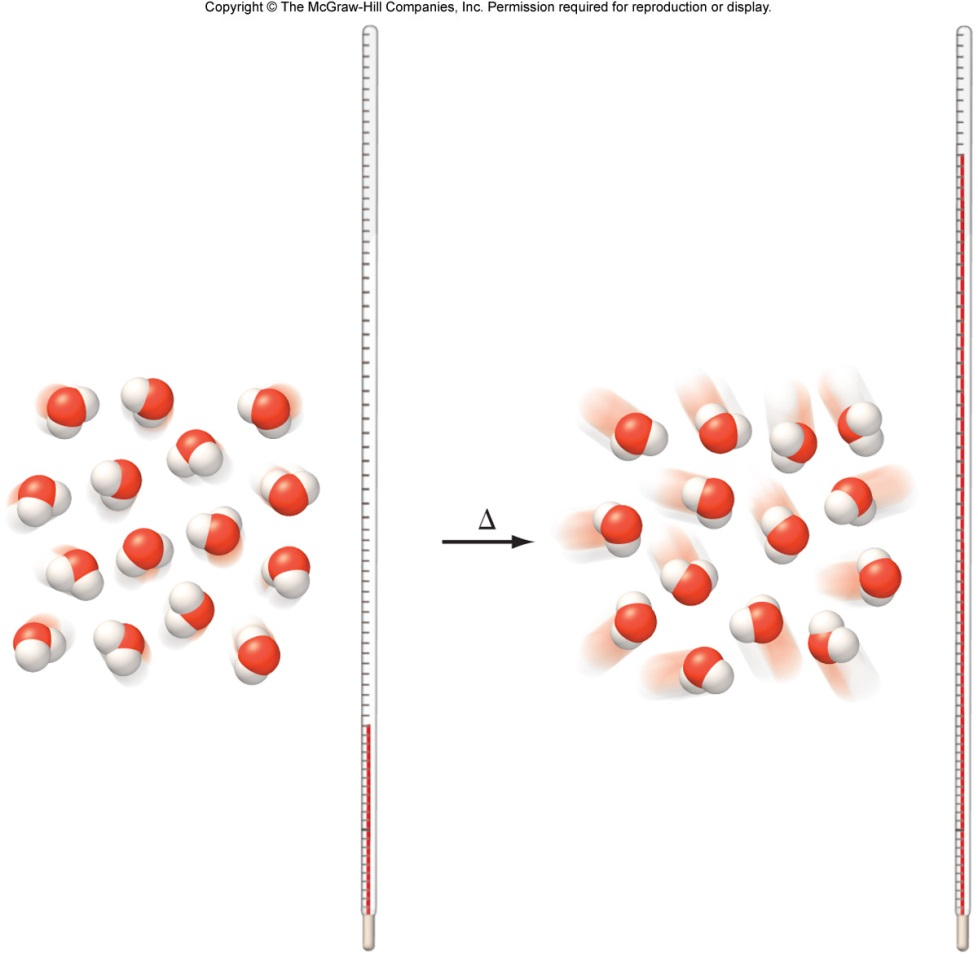 Copyright © The McGraw-Hill Companies, Inc. Permission required for reproduction or display.
Δ